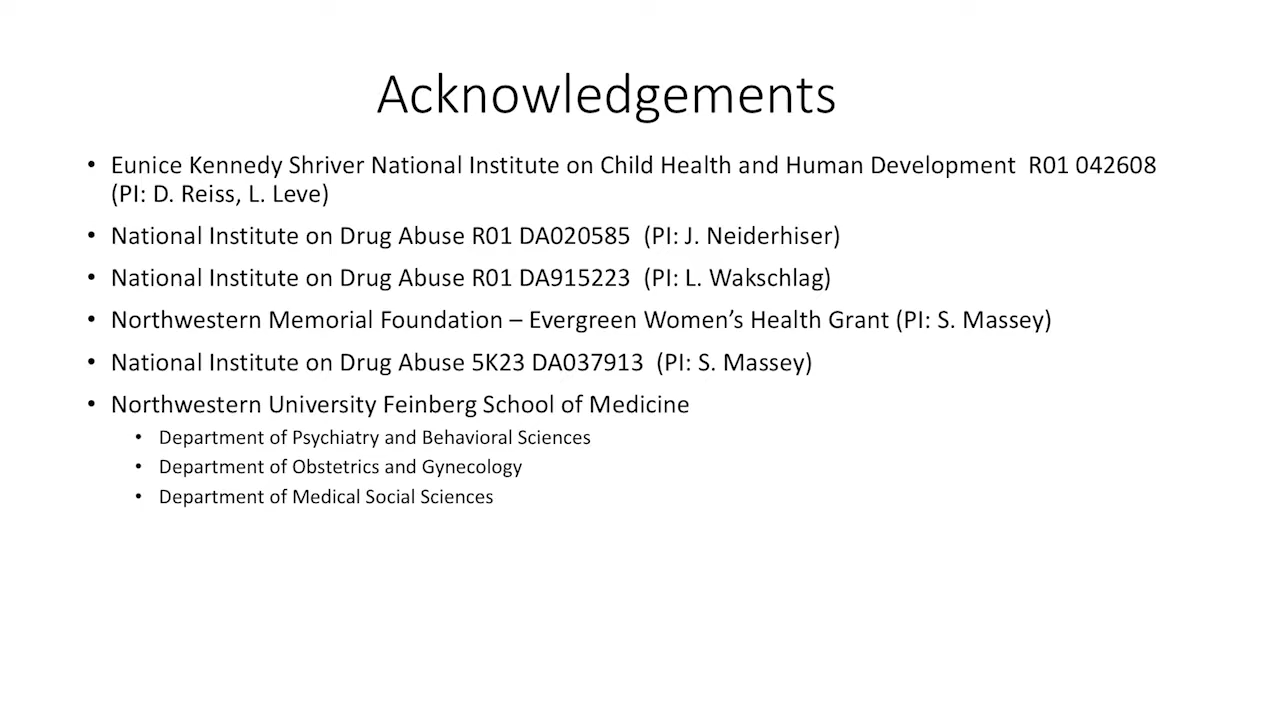 Acknowledgements
• Eunice Kennedy Shriver National Institute on Child Health and Human Development  R01 042608
(PI: D. Reiss, L. Leve)
• National Institute on Drug Abuse R01 DA020585  (PI: J. Neiderhiser)
• National Institute on Drug Abuse R01 DA915223  (PI: L. Wakschlag)
• Northwestern Memorial Foundation – Evergreen Women’s Health Grant (PI: S. Massey)
• National Institute on Drug Abuse 5K23 DA037913  (PI: S. Massey)
• Northwestern University Feinberg School of Medicine
• Department of Psychiatry and Behavioral Sciences
• Department of Obstetrics and Gynecology
• Department of Medical Social Sciences